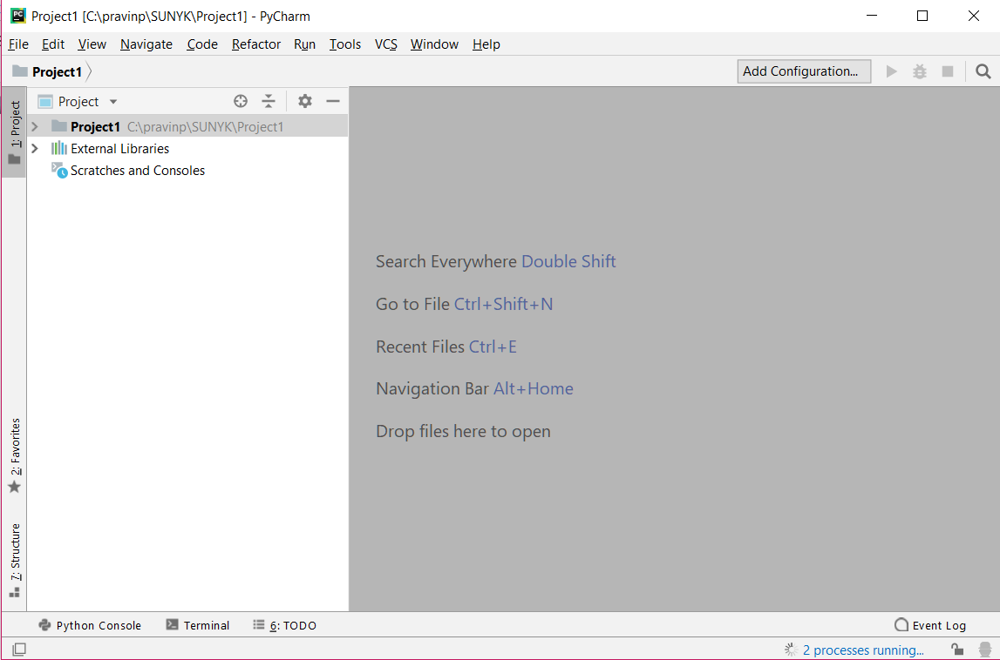 PC
Project1 [C:\pravinp\SUNYK\Project1] - PyCharm
File Edit View Navigate Code Refactor Run Tools VCS Window Help
Project1 Add Configuration...
1: Project
Project
Project1 C:\pravinp\SUNYK\Project1
External Libraries
Scratches and Consoles
Search Everywhere Double Shift
Go to File Ctrl+Shift+N
Recent Files Ctrl+E
Navigation Bar Alt+Home
Drop files here to open
2: Favorites
7: Structure
Python Console Terminal 6: TODO Event Log
2 processes running...